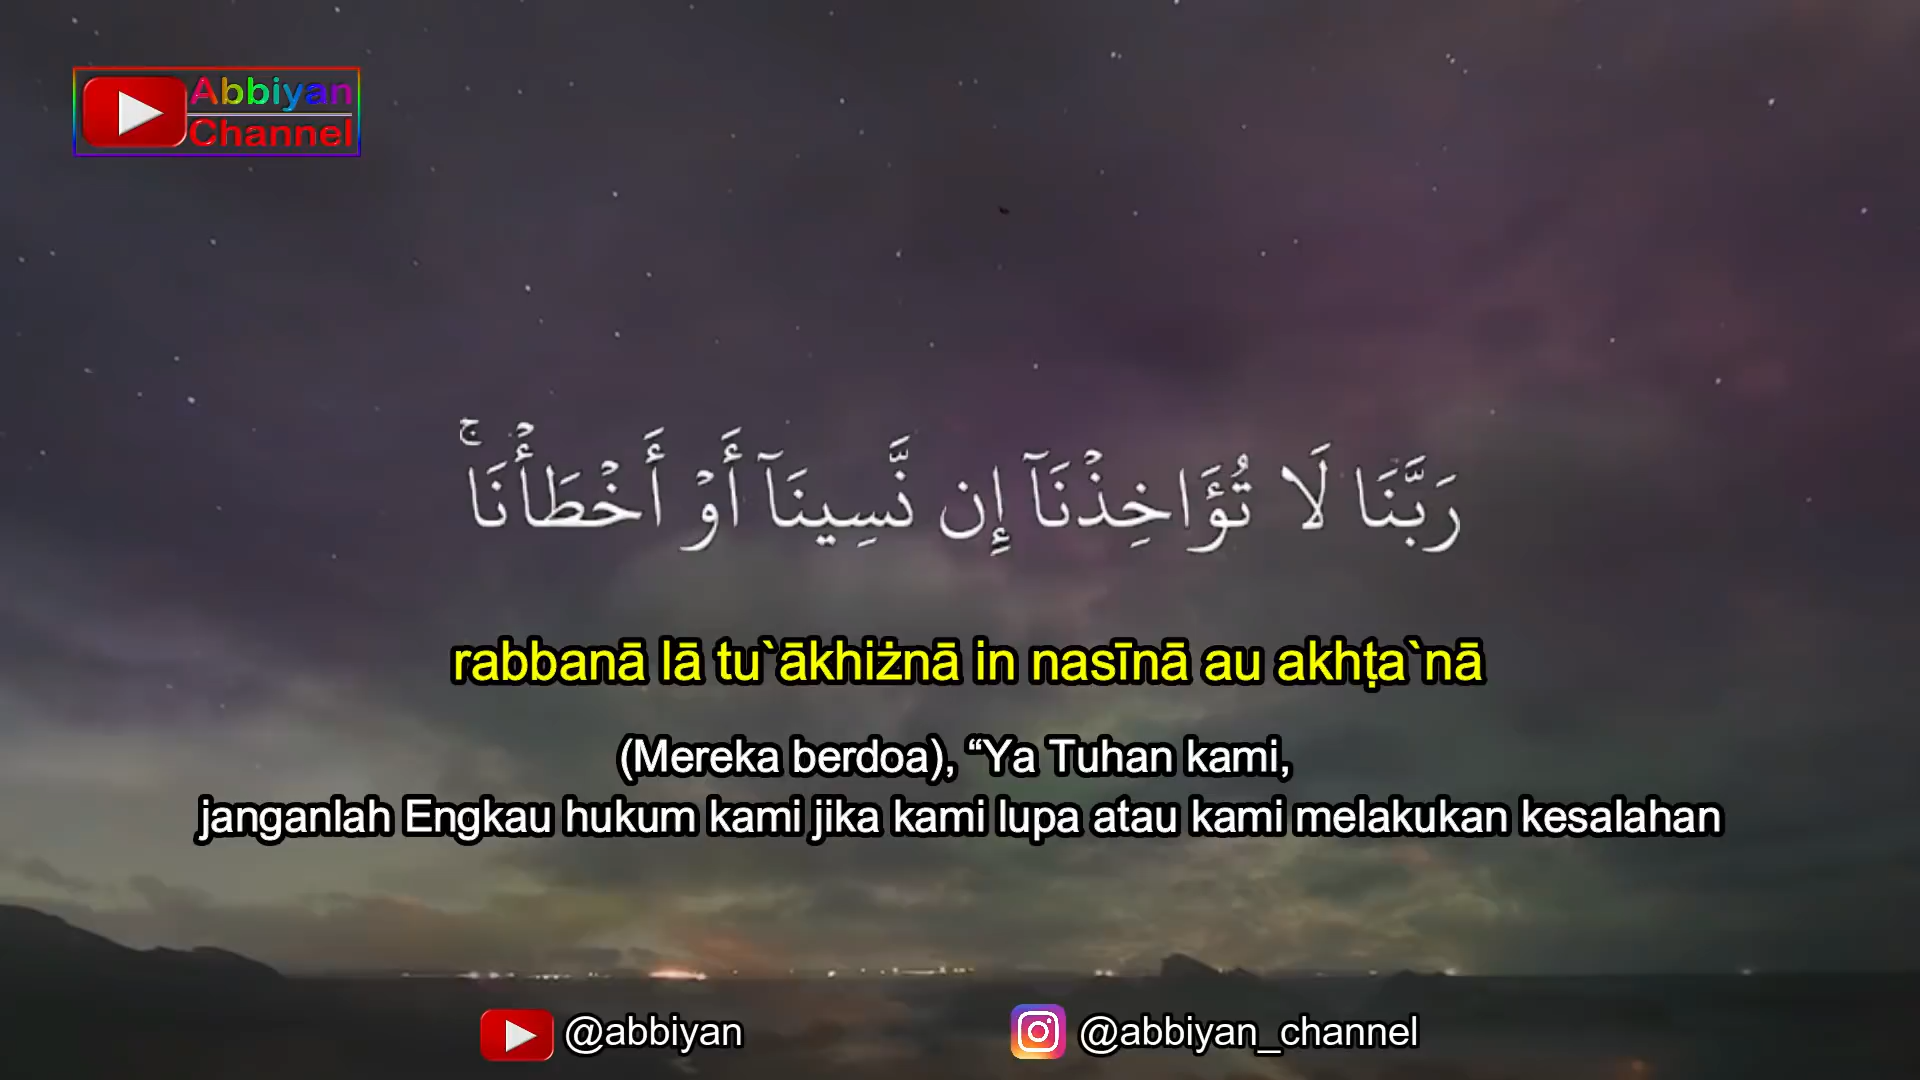 Abbiyan
Channel
رَبَّنَا لَا تُؤَاخِذْنَآ إِن نَّسِينَآ أَوْ أَخْطَأْنَا ۚ
rabbanā lā tu`ākhiżnā in nasīnā au akhṭa`nā
(Mereka berdoa), “Ya Tuhan kami,
janganlah Engkau hukum kami jika kami lupa atau kami melakukan kesalahan
@abbiyan
@abbiyan_channel